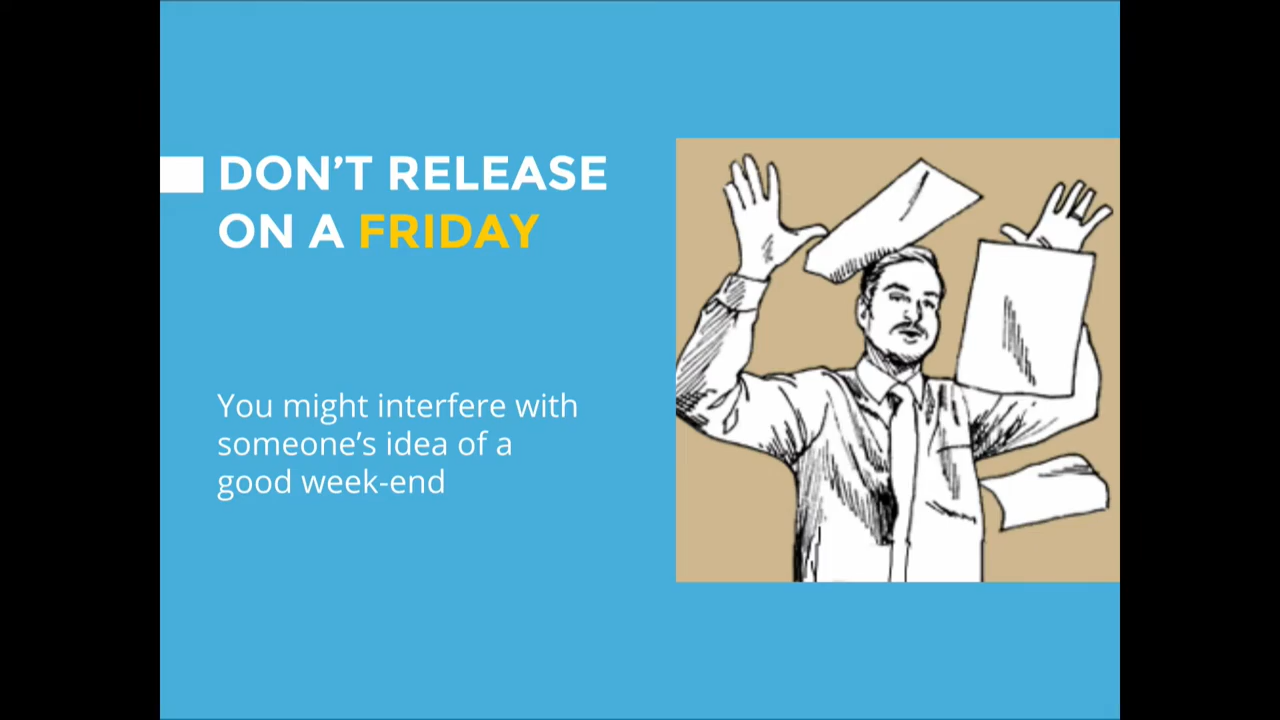 DON'T RELEASE
ON A FRIDAY
You might interfere with
someone's idea of a
good week-end